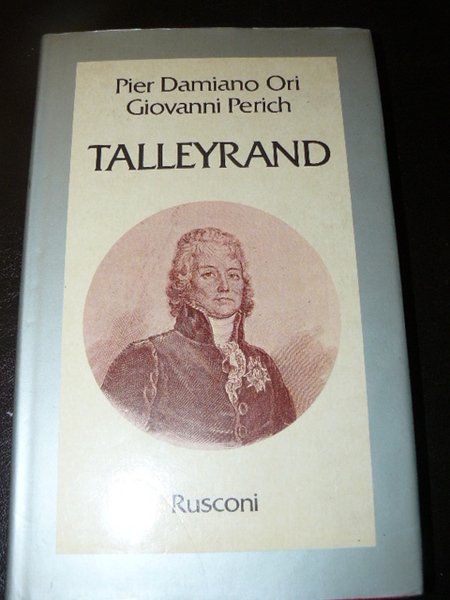 Pier Damiano Ori
Giovanni Perich
TALLEYRAND
Rusconi